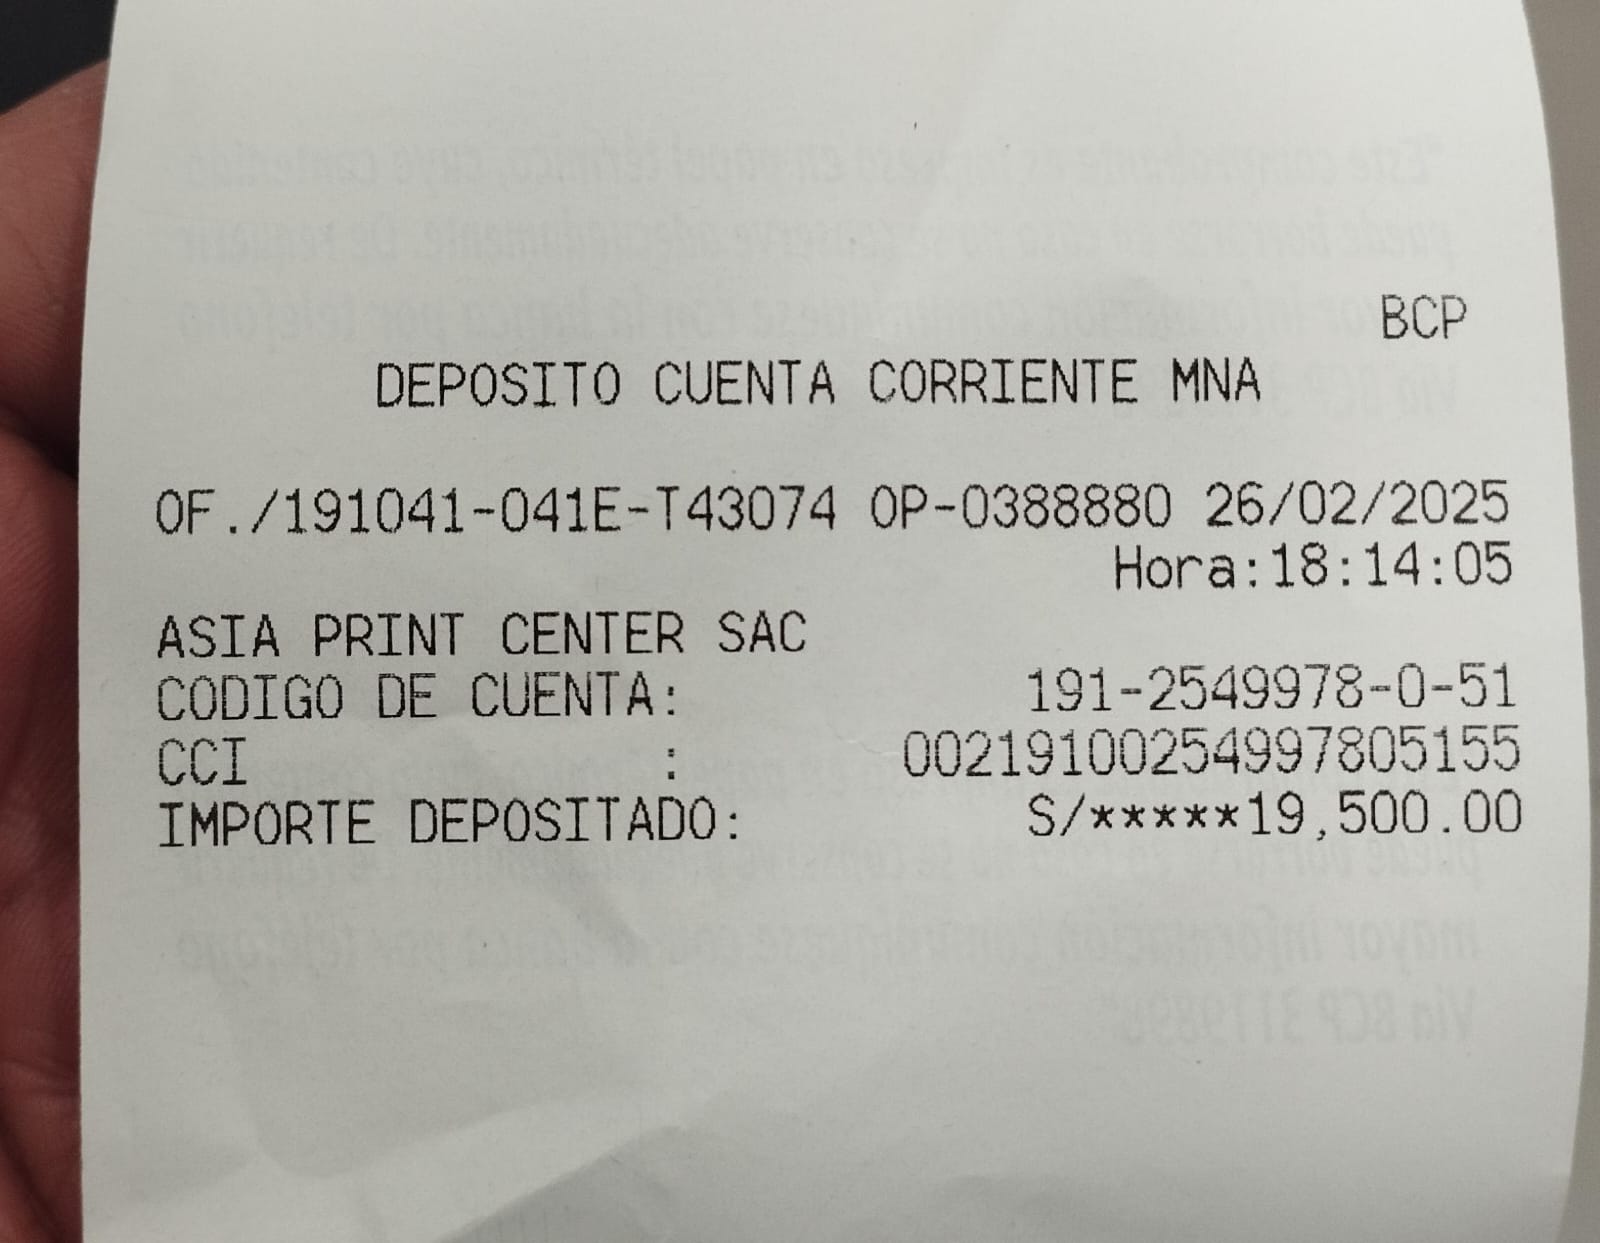 BCP
DEPOSITO CUENTA CORRIENTE MNA
OF./191041-041E-T43074 OP-0388880 26/02/2025
Hora:18:14:05
ASIA PRINT CENTER SAC
CODIGO DE CUENTA: 191-2549978-0-51
CCI : 00219100254997805155
IMPORTE DEPOSITADO: S/*****19,500.00